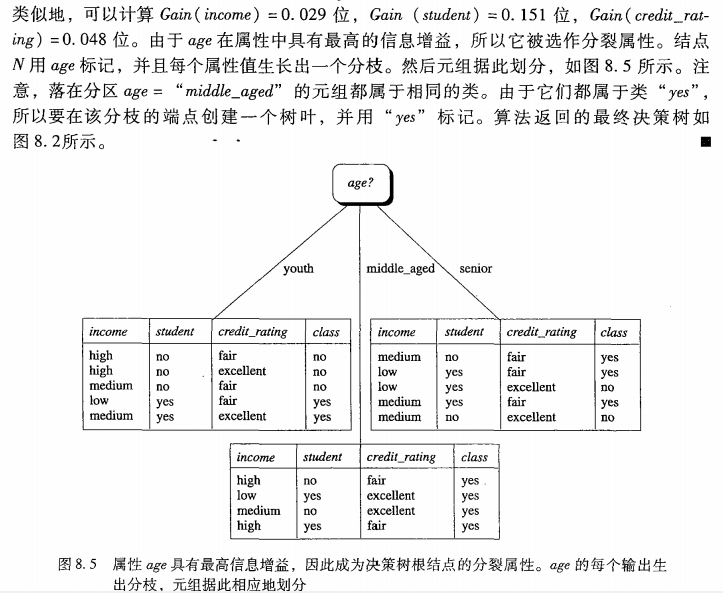 类似地，可以计算 Gain(income) = 0.029 位，Gain (student) = 0.151 位，Gain(credit_rat-
ing) = 0.048 位。由于 age 在属性中具有最高的信息增益，所以它被选作分裂属性。结点
N 用 age 标记，并且每个属性值生长出一个分枝。然后元组据此划分，如图 8.5 所示。注
意，落在分区 age = “middle_aged” 的元组都属于相同的类。由于它们都属于类 “yes”，
所以要在该分枝的端点创建一个树叶，并用 “yes” 标记。算法返回的最终决策树如
图 8.2所示。
age?
youth middle_aged senior
income student credit_rating class
high no fair no
high no excellent no
medium no fair no
low yes fair yes
medium yes excellent yes
income student credit_rating class
medium no fair yes
low yes fair yes
low yes excellent no
medium yes fair yes
medium no excellent no
income student credit_rating class
high no fair yes
low yes excellent yes
medium no excellent yes
high yes fair yes
图 8.5 属性 age 具有最高信息增益，因此成为决策树根结点的分裂属性。age 的每个输出生
出分枝，元组据此相应地划分